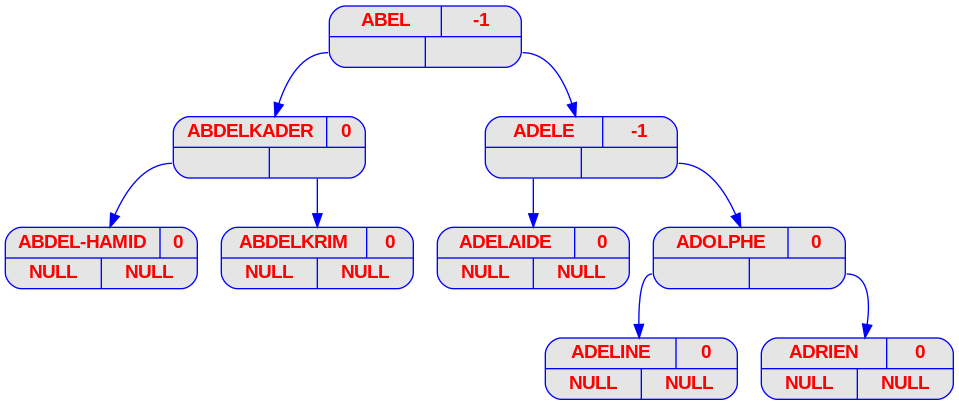 ABEL -1
ABDELKADER 0
ADELE -1
ABDEL-HAMID 0
NULL NULL
ABDELKRIM 0
NULL NULL
ADELAIDE 0
NULL NULL
ADOLPHE 0
ADELINE 0
NULL NULL
ADRIEN 0
NULL NULL